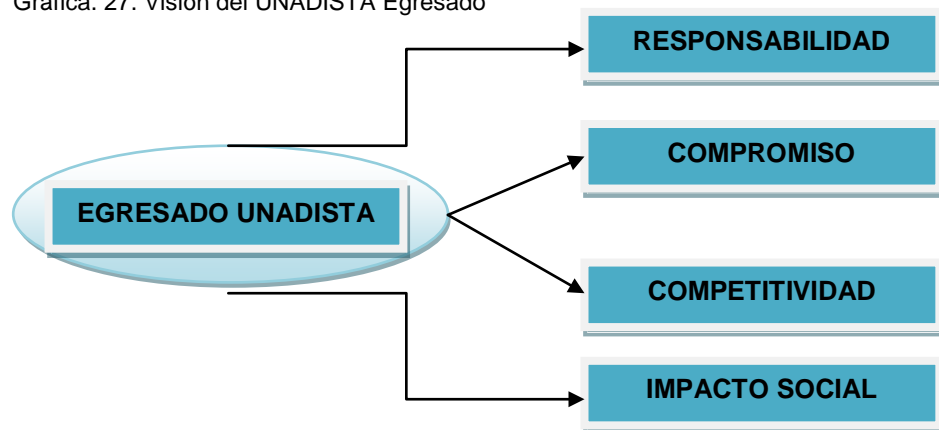 Gráfica. 27. Visión del UNADISTA Egresado
RESPONSABILIDAD
COMPROMISO
EGRESADO UNADISTA
COMPETITIVIDAD
IMPACTO SOCIAL